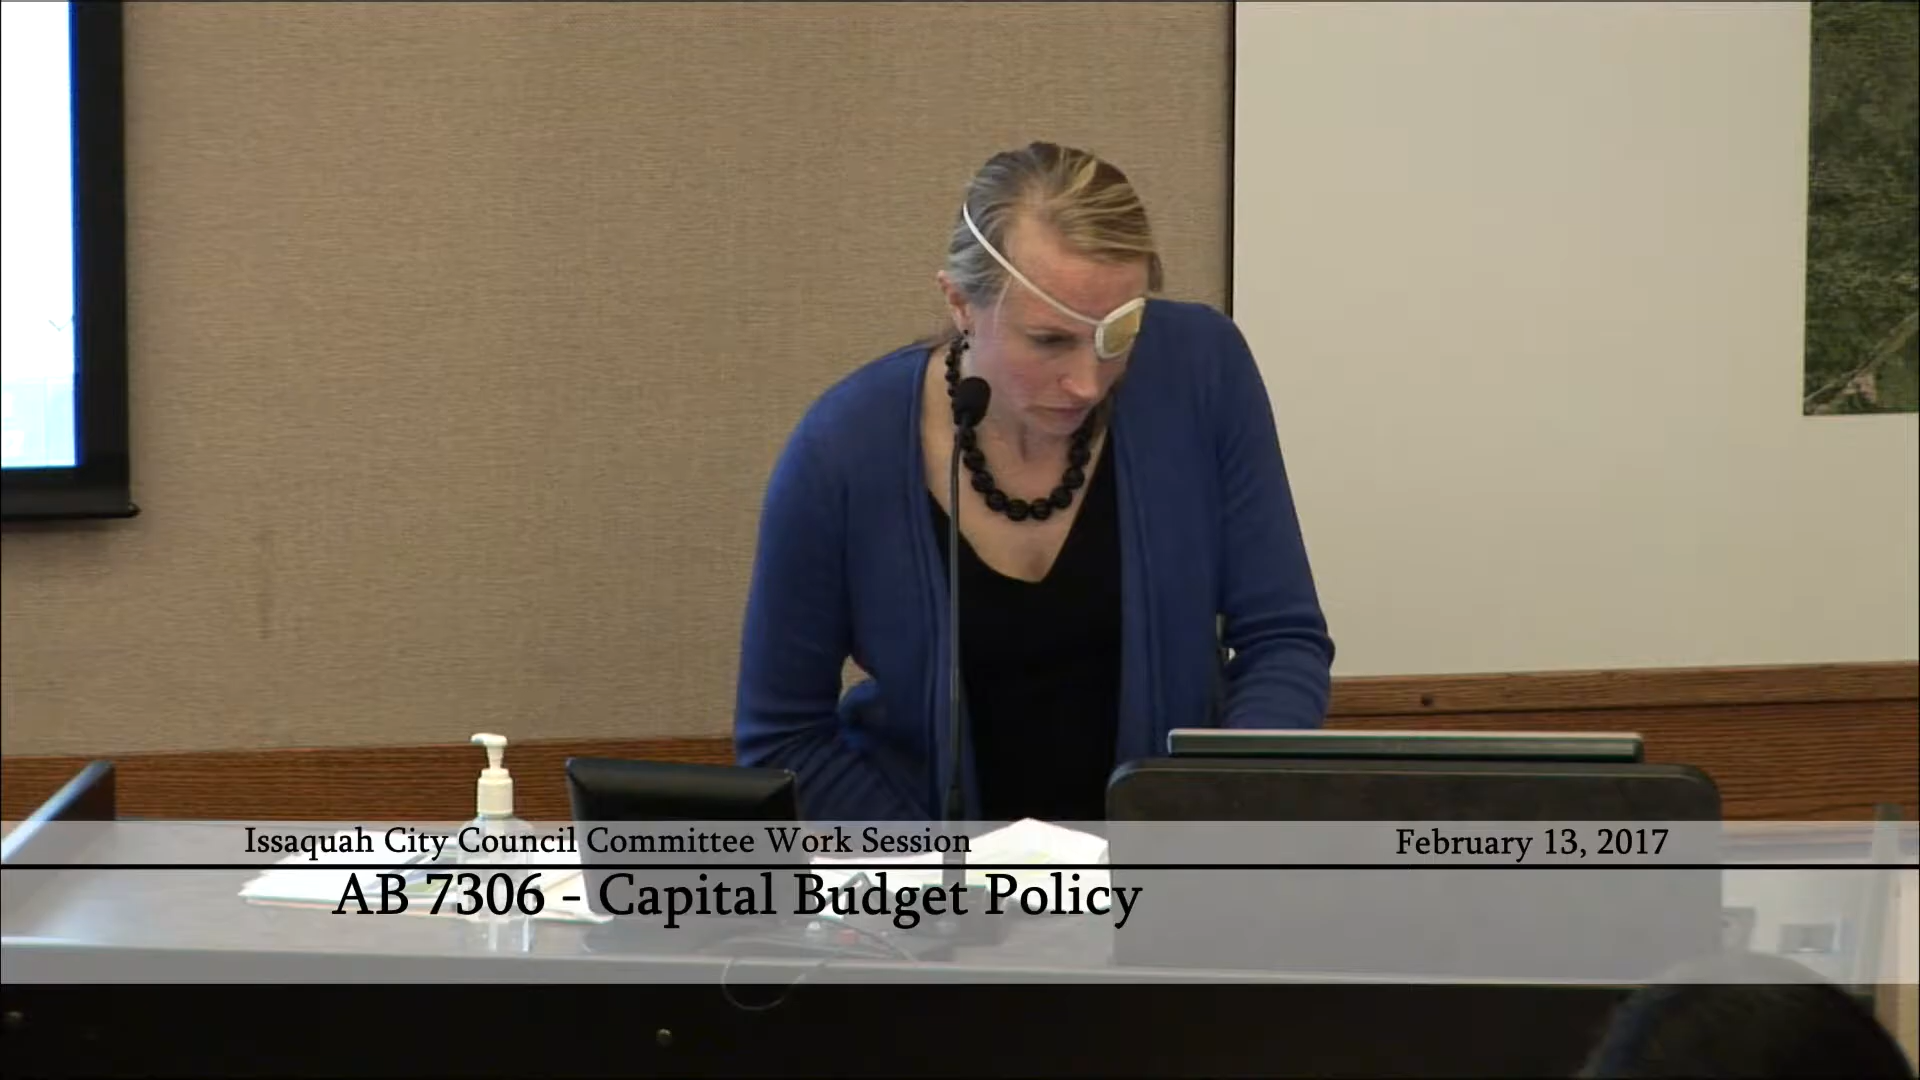 Issaquah City Council Committee Work Session
February 13, 2017
AB 7306 - Capital Budget Policy